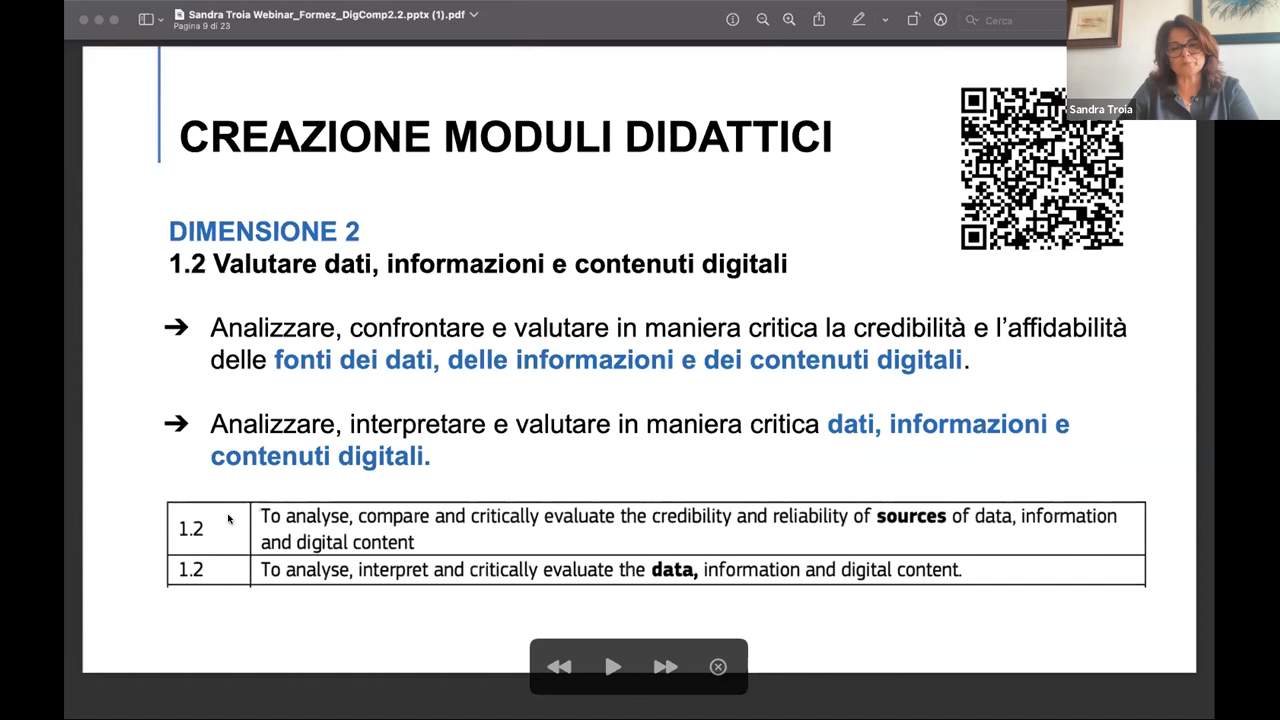 Sandra Troia Webinar_Formez_DigComp2.2.pptx (1).pdf
Pagina 9 di 23
Cerca
Sandra Troia
CREAZIONE MODULI DIDATTICI
DIMENSIONE 2
1.2 Valutare dati, informazioni e contenuti digitali
➔ Analizzare, confrontare e valutare in maniera critica la credibilità e l’affidabilità
delle fonti dei dati, delle informazioni e dei contenuti digitali.
➔ Analizzare, interpretare e valutare in maniera critica dati, informazioni e
contenuti digitali.
1.2 To analyse, compare and critically evaluate the credibility and reliability of sources of data, information
and digital content
1.2 To analyse, interpret and critically evaluate the data, information and digital content.